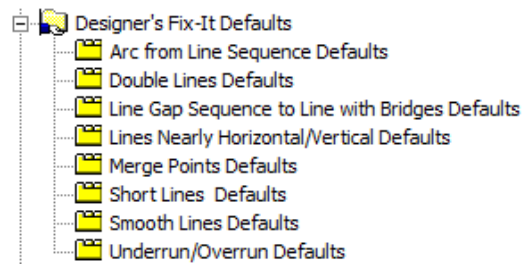 Designer's Fix-It Defaults
Arc from Line Sequence Defaults
Double Lines Defaults
Line Gap Sequence to Line with Bridges Defaults
Lines Nearly Horizontal/Vertical Defaults
Merge Points Defaults
Short Lines  Defaults
Smooth Lines Defaults
Underrun/Overrun Defaults